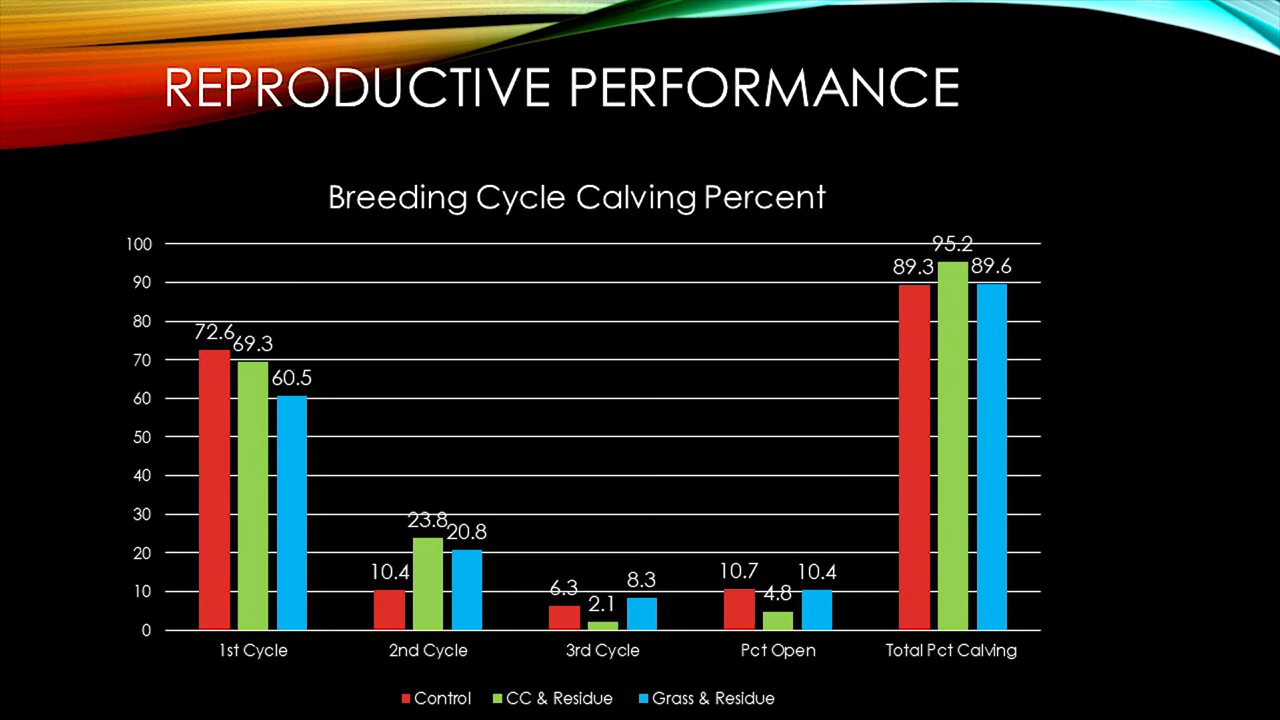 REPRODUCTIVE PERFORMANCE
Breeding Cycle Calving Percent
100
90
80
70
60
50
40
30
20
10
0
72.6
69.3
60.5
10.4
23.8
20.8
6.3
2.1
8.3
10.7
4.8
10.4
89.3
95.2
89.6
1st Cycle
2nd Cycle
3rd Cycle
Pct Open
Total Pct Calving
Control
CC & Residue
Grass & Residue